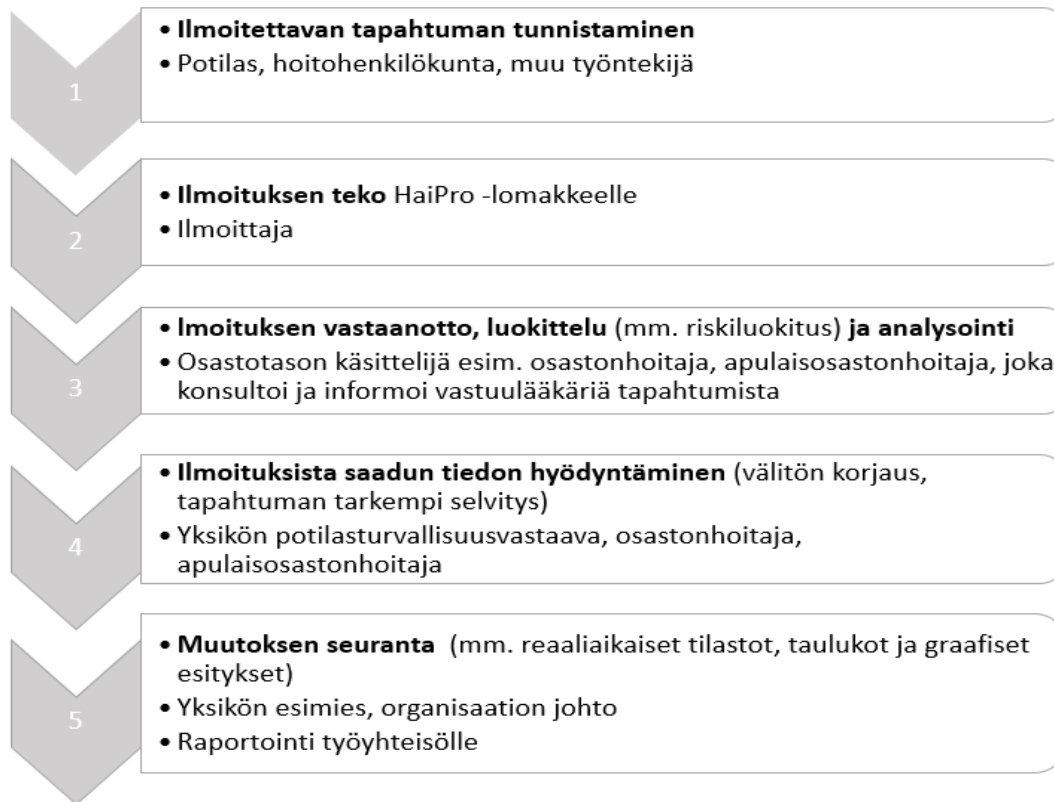 1
• Ilmoitettavan tapahtuman tunnistaminen
• Potilas, hoitohenkilökunta, muu työntekijä
2
• Ilmoituksen teko HaiPro -lomakkeelle
• Ilmoittaja
3
• lmoituksen vastaanotto, luokittelu (mm. riskiluokitus) ja analysointi
• Osastotason käsittelijä esim. osastonhoitaja, apulaisosastonhoitaja, joka
konsultoi ja informoi vastuulääkäriä tapahtumista
4
• Ilmoituksista saadun tiedon hyödyntäminen (välitön korjaus,
tapahtuman tarkempi selvitys)
• Yksikön potilasturvallisuusvastaava, osastonhoitaja,
apulaisosastonhoitaja
5
• Muutoksen seuranta (mm. reaaliaikaiset tilastot, taulukot ja graafiset
esitykset)
• Yksikön esimies, organisaation johto
• Raportointi työyhteisölle